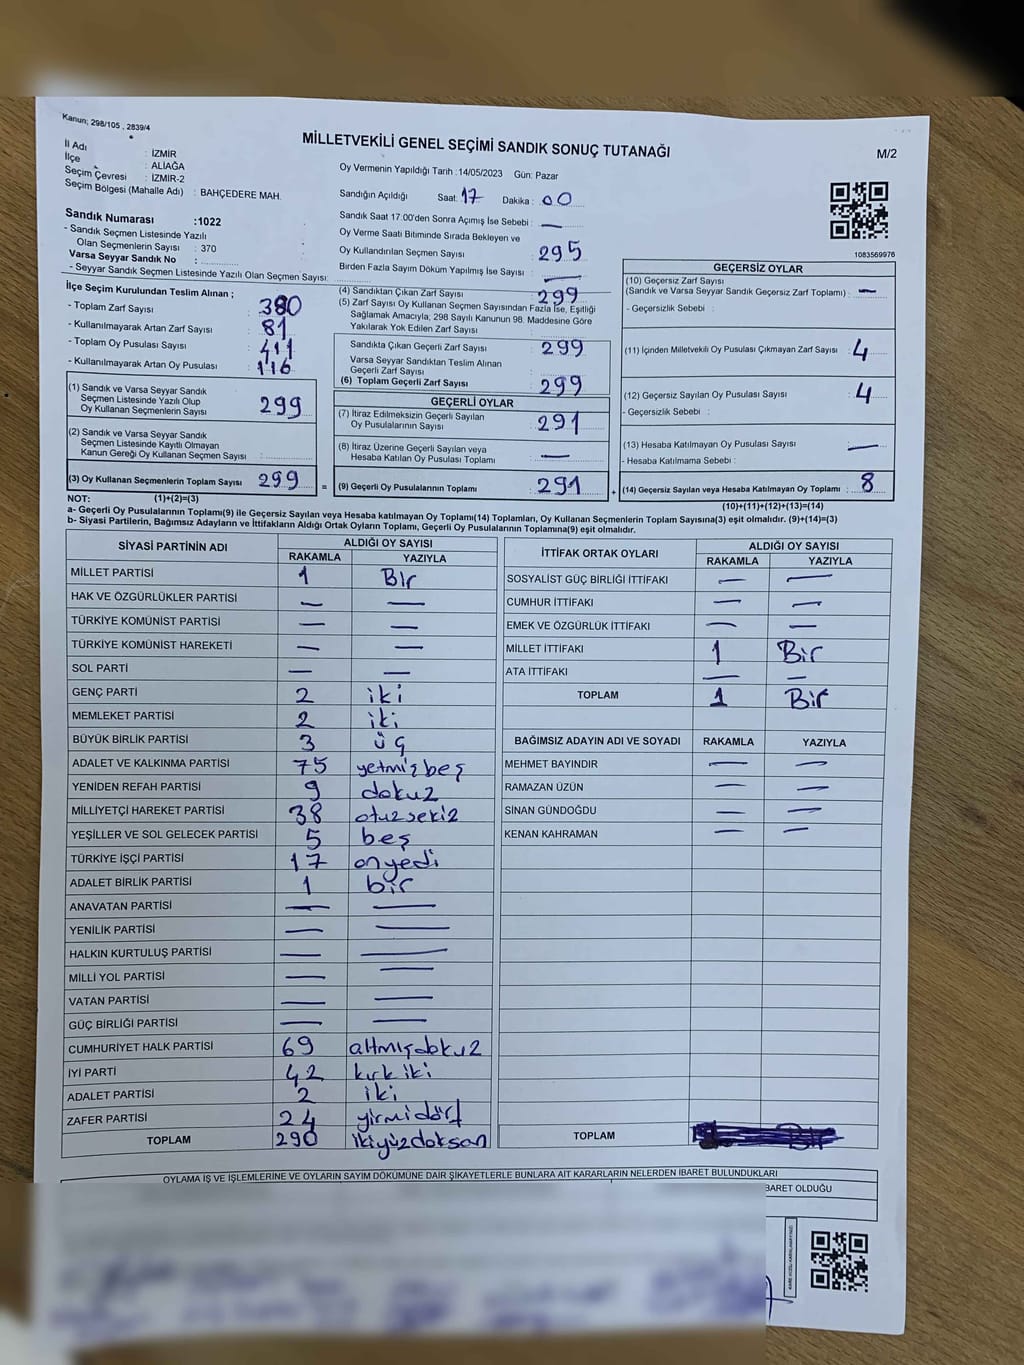 Kanun; 298/105 , 2839/4
MİLLETVEKİLİ GENEL SEÇİMİ SANDIK SONUÇ TUTANAĞI
M/2
İl Adı : İZMİR
İlçe : ALİAĞA
Seçim Çevresi : İZMİR-2
Seçim Bölgesi (Mahalle Adı) : BAHÇEDERE MAH.
Sandık Numarası :1022
- Sandık Seçmen Listesinde Yazılı
Olan Seçmenlerin Sayısı : 370
Varsa Seyyar Sandık No :
- Seyyar Sandık Seçmen Listesinde Yazılı Olan Seçmen Sayısı:
İlçe Seçim Kurulundan Teslim Alınan ;
- Toplam Zarf Sayısı : 380
- Kullanılmayarak Artan Zarf Sayısı : 81
- Toplam Oy Pusulası Sayısı : 411
- Kullanılmayarak Artan Oy Pusulası : 116
(1) Sandık ve Varsa Seyyar Sandık
Seçmen Listesinde Yazılı Olup
Oy Kullanan Seçmenlerin Sayısı : 299
(2) Sandık ve Varsa Seyyar Sandık
Seçmen Listesinde Kayıtlı Olmayan
Kanun Gereği Oy Kullanan Seçmen Sayısı :
(3) Oy Kullanan Seçmenlerin Toplam Sayısı : 299 =
Oy Vermenin Yapıldığı Tarih :14/05/2023 Gün: Pazar
Sandığın Açıldığı Saat: 17 Dakika : 00
Sandık Saat 17:00'den Sonra Açımış İse Sebebi : —
Oy Verme Saati Bitiminde Sırada Bekleyen ve
Oy Kullandırılan Seçmen Sayısı : 295
Birden Fazla Sayım Döküm Yapılmış İse Sayısı : —
(4) Sandıktan Çıkan Zarf Sayısı : 299
(5) Zarf Sayısı Oy Kullanan Seçmen Sayısından Fazla İse, Eşitliği
Sağlamak Amacıyla; 298 Sayılı Kanunun 98. Maddesine Göre
Yakılarak Yok Edilen Zarf Sayısı :
Sandıkta Çıkan Geçerli Zarf Sayısı : 299
Varsa Seyyar Sandıktan Teslim Alınan
Geçerli Zarf Sayısı :
(6) Toplam Geçerli Zarf Sayısı : 299
GEÇERLİ OYLAR
(7) İtiraz Edilmeksizin Geçerli Sayılan
Oy Pusulalarının Sayısı : 291
(8) İtiraz Üzerine Geçerli Sayılan veya
Hesaba Katılan Oy Pusulası Toplamı : —
(9) Geçerli Oy Pusulalarının Toplamı : 291 +
1083569976
GEÇERSİZ OYLAR
(10) Geçersiz Zarf Sayısı
(Sandık ve Varsa Seyyar Sandık Geçersiz Zarf Toplamı) : —
- Geçersizlik Sebebi :
(11) İçinden Milletvekili Oy Pusulası Çıkmayan Zarf Sayısı : 4
(12) Geçersiz Sayılan Oy Pusulası Sayısı : 4
- Geçersizlik Sebebi :
(13) Hesaba Katılmayan Oy Pusulası Sayısı : —
- Hesaba Katılmama Sebebi :
(14) Geçersiz Sayılan veya Hesaba Katılmayan Oy Toplamı : 8
NOT: (1)+(2)=(3)
(10)+(11)+(12)+(13)=(14)
a- Geçerli Oy Pusulalarının Toplamı(9) ile Geçersiz Sayılan veya Hesaba katılmayan Oy Toplamı(14) Toplamları, Oy Kullanan Seçmenlerin Toplam Sayısına(3) eşit olmalıdır. (9)+(14)=(3)
b- Siyasi Partilerin, Bağımsız Adayların ve İttifakların Aldığı Ortak Oyların Toplamı, Geçerli Oy Pusulalarının Toplamına(9) eşit olmalıdır.
SİYASİ PARTİNİN ADI ALDIĞI OY SAYISI
RAKAMLA YAZIYLA
MİLLET PARTİSİ 1 Bir
HAK VE ÖZGÜRLÜKLER PARTİSİ — —
TÜRKİYE KOMÜNİST PARTİSİ — —
TÜRKİYE KOMÜNİST HAREKETİ — —
SOL PARTİ — —
GENÇ PARTİ 2 iki
MEMLEKET PARTİSİ 2 iki
BÜYÜK BİRLİK PARTİSİ 3 üç
ADALET VE KALKINMA PARTİSİ 75 yetmişbeş
YENİDEN REFAH PARTİSİ 9 dokuz
MİLLİYETÇİ HAREKET PARTİSİ 38 otuzsekiz
YEŞİLLER VE SOL GELECEK PARTİSİ 5 beş
TÜRKİYE İŞÇİ PARTİSİ 17 onyedi
ADALET BİRLİK PARTİSİ 1 bir
ANAVATAN PARTİSİ — —
YENİLİK PARTİSİ — —
HALKIN KURTULUŞ PARTİSİ — —
MİLLİ YOL PARTİSİ — —
VATAN PARTİSİ — —
GÜÇ BİRLİĞİ PARTİSİ — —
CUMHURİYET HALK PARTİSİ 69 altmışdokuz
İYİ PARTİ 42 kırkiki
ADALET PARTİSİ 2 iki
ZAFER PARTİSİ 24 yirmidört
TOPLAM 290 ikiyüzdoksan
İTTİFAK ORTAK OYLARI ALDIĞI OY SAYISI
RAKAMLA YAZIYLA
SOSYALİST GÜÇ BİRLİĞİ İTTİFAKI — —
CUMHUR İTTİFAKI — —
EMEK VE ÖZGÜRLÜK İTTİFAKI — —
MİLLET İTTİFAKI 1 Bir
ATA İTTİFAKI — —
TOPLAM 1 Bir
BAĞIMSIZ ADAYIN ADI VE SOYADI RAKAMLA YAZIYLA
MEHMET BAYINDIR — —
RAMAZAN ÜZÜN — —
SİNAN GÜNDOĞDU — —
KENAN KAHRAMAN — —
TOPLAM
OYLAMA İŞ VE İŞLEMLERİNE VE OYLARIN SAYIM DÖKÜMÜNE DAİR ŞİKAYETLERLE BUNLARA AİT KARARLARIN NELERDEN İBARET BULUNDUKLARI
BARET OLDUĞU